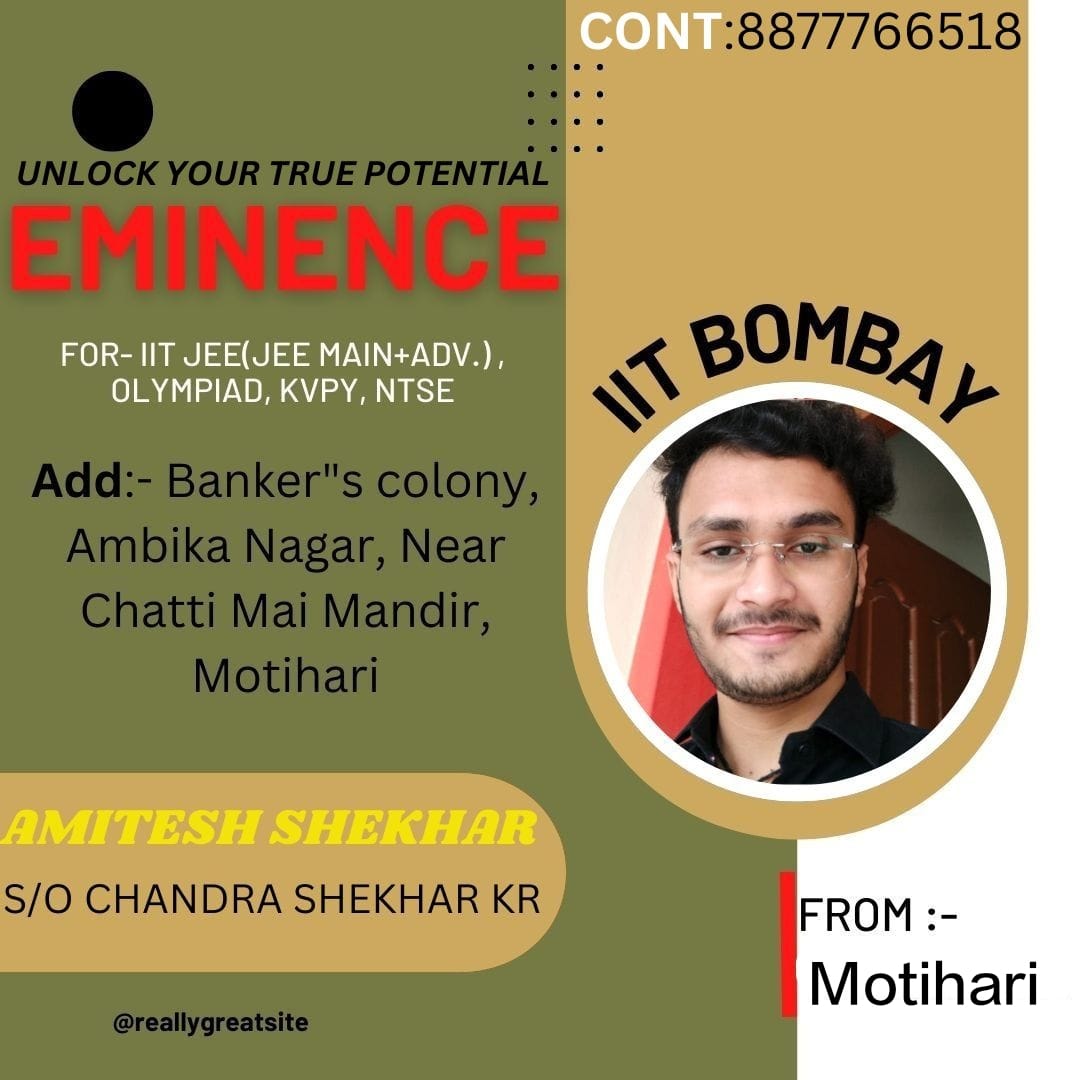 CONT:8877766518
UNLOCK YOUR TRUE POTENTIAL
EMINENCE
FOR- IIT JEE(JEE MAIN+ADV.) ,
OLYMPIAD, KVPY, NTSE
Add:- Banker"s colony,
Ambika Nagar, Near
Chatti Mai Mandir,
Motihari
IIT BOMBAY
AMITESH SHEKHAR
S/O CHANDRA SHEKHAR KR
FROM :-
Motihari
@reallygreatsite